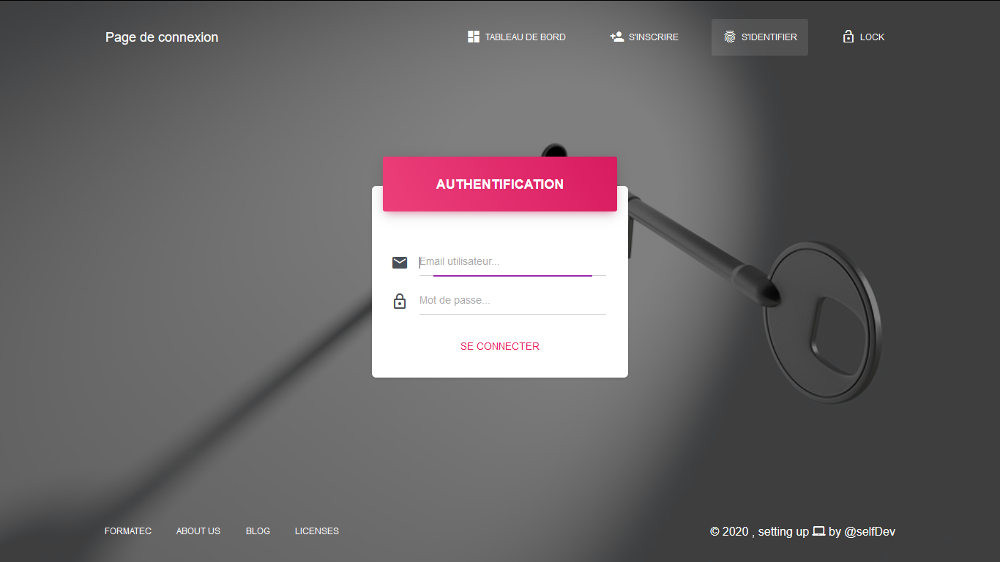 Page de connexion
TABLEAU DE BORD
S'INSCRIRE
S'IDENTIFIER
LOCK
AUTHENTIFICATION
Email utilisateur...
Mot de passe...
SE CONNECTER
FORMATEC ABOUT US BLOG LICENSES
© 2020 , setting up by @selfDev